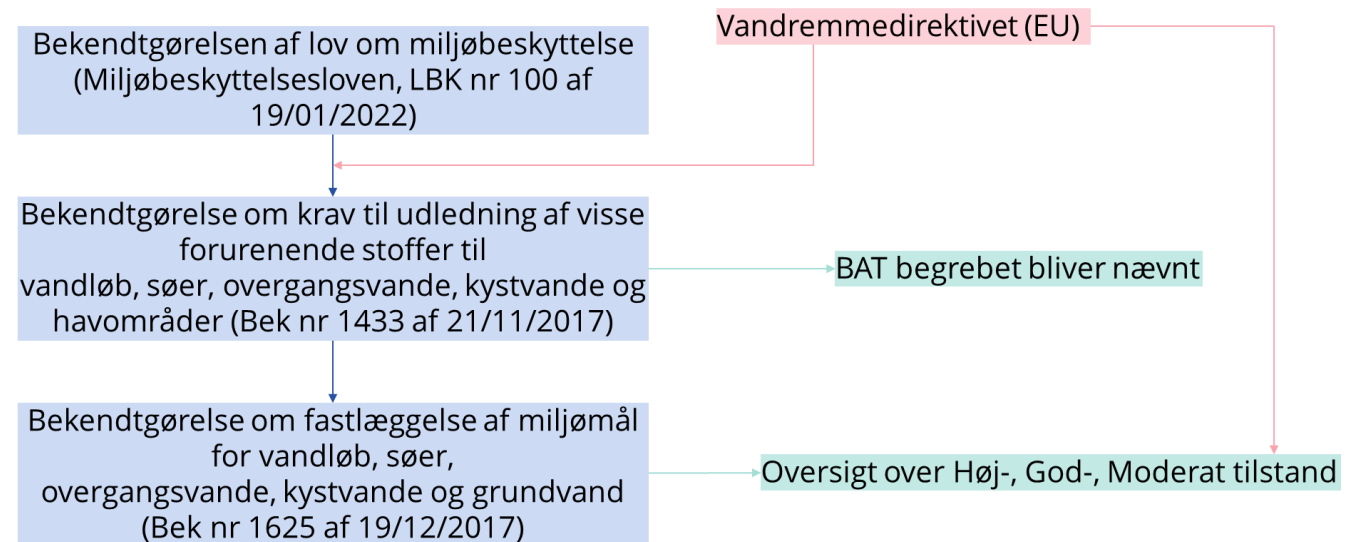 Bekendtgørelsen af lov om miljøbeskyttelse
(Miljøbeskyttelsesloven, LBK nr 100 af
19/01/2022)
Vandremmedirektivet (EU)
Bekendtgørelse om krav til udledning af visse
forurenende stoffer til
vandløb, søer, overgangsvande, kystvande og
havområder (Bek nr 1433 af 21/11/2017)
BAT begrebet bliver nævnt
Bekendtgørelse om fastlæggelse af miljømål
for vandløb, søer,
overgangsvande, kystvande og grundvand
(Bek nr 1625 af 19/12/2017)
Oversigt over Høj-, God-, Moderat tilstand